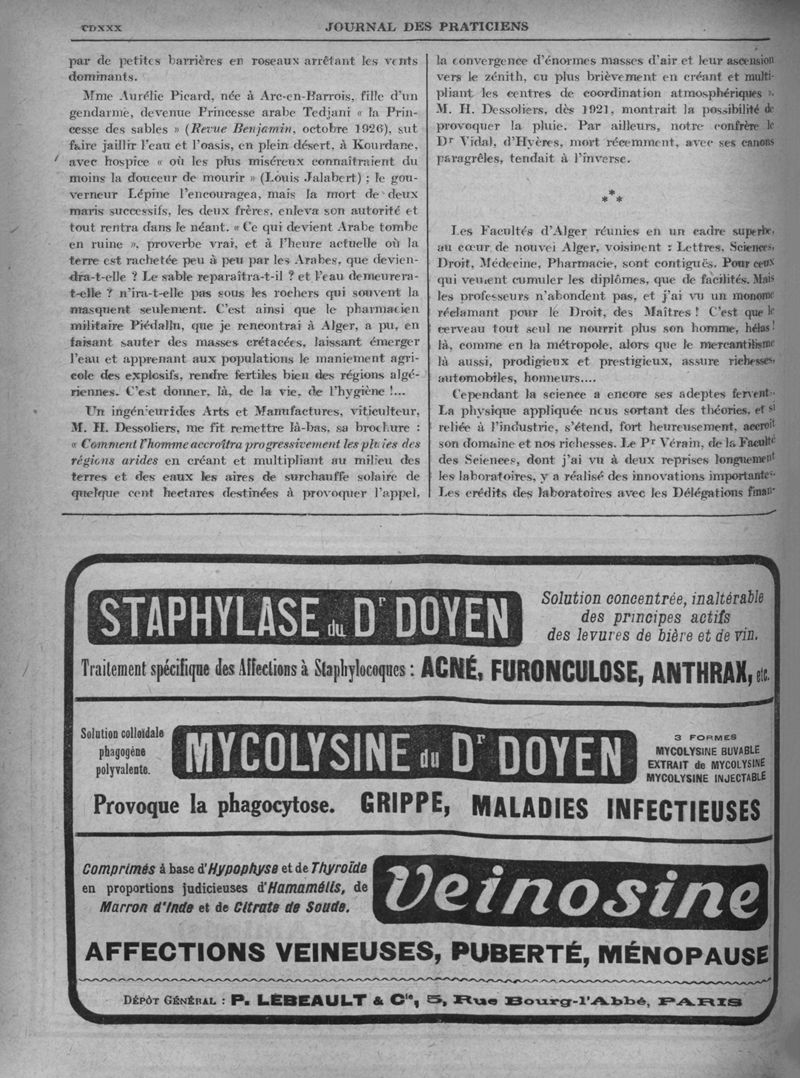 CDXXX
JOURNAL DES PRATICIENS
par de petites barrières en roseaux arrêtant les vents
dominants.
Mme Aurélie Picard, née à Arc-en-Barrois, fille d'un
gendarme, devenue Princesse arabe Tedjani « la Prin-
cesse des sables » (Revue Benjamin, octobre 1926), sut
faire jaillir l'eau et l'oasis, en plein désert, à Kourdane,
avec hospice « où les plus miséreux connaîtraient du
moins la douceur de mourir » (Louis Jalabert) ; le gou-
verneur Lépine l'encouragea, mais la mort de deux
maris successifs, les deux frères, enleva son autorité et
tout rentra dans le néant. « Ce qui devient Arabe tombe
en ruine », proverbe vrai, et à l'heure actuelle où la
terre est rachetée peu à peu par les Arabes, que devien-
dra-t-elle ? Le sable reparaîtra-t-il ? et l'eau demeurera-
t-elle ? n'ira-t-elle pas sous les rochers qui souvent la
masquent seulement. C'est ainsi que le pharmacien
militaire Piédallu, que je rencontrai à Alger, a pu, en
faisant sauter des masses crétacées, laissant émerger
l'eau et apprenant aux populations le maniement agri-
cole des explosifs, rendre fertiles bien des régions algé-
riennes. C'est donner, là, de la vie, de l'hygiène !...
Un ingénieur des Arts et Manufactures, viticulteur,
M. H. Dessoliers, me fit remettre là-bas, sa brochure :
« Comment l'homme accroîtra progressivement les pluies des
régions arides en créant et multipliant au milieu des
terres et des eaux les aires de surchauffe solaire de
quelque cent hectares destinées à provoquer l'appel,
la convergence d'énormes masses d'air et leur ascension
vers le zénith, ou plus brièvement en créant et multi-
pliant les centres de coordination atmosphériques ».
M. H. Dessoliers, dès 1921, montrait la possibilité de
provoquer la pluie. Par ailleurs, notre confrère le
Dr Vidal, d'Hyères, mort récemment, avec ses canons
paragrêles, tendait à l'inverse.
* * *
Les Facultés d'Alger réunies en un cadre superbe,
au cœur de nouvel Alger, voisinent : Lettres, Sciences,
Droit, Médecine, Pharmacie, sont contiguës. Pour ceux
qui veulent cumuler les diplômes, que de facilités. Mais
les professeurs n'abondent pas, et j'ai vu un monome
réclamant pour le Droit, des Maîtres ! C'est que le
cerveau tout seul ne nourrit plus son homme, hélas !
là, comme en la métropole, alors que le mercantilisme
là aussi, prodigieux et prestigieux, assure richesses,
automobiles, honneurs....
Cependant la science a encore ses adeptes fervents.
La physique appliquée nous sortant des théories, et si
reliée à l'industrie, s'étend, fort heureusement, accroît
son domaine et nos richesses. Le Pr Vérain, de la Faculté
des Sciences, dont j'ai vu à deux reprises longuement
les laboratoires, y a réalisé des innovations importantes.
Les crédits des laboratoires avec les Délégations finan-
STAPHYLASE du Dr DOYEN
Solution concentrée, inaltérable
des principes actifs
des levures de bière et de vin.
Traitement spécifique des Affections à Staphylocoques : ACNÉ, FURONCULOSE, ANTHRAX, etc.
Solution colloïdale
phagogène
polyvalente.
MYCOLYSINE du Dr DOYEN
3 FORMES
MYCOLYSINE BUVABLE
EXTRAIT de MYCOLYSINE
MYCOLYSINE INJECTABLE
Provoque la phagocytose. GRIPPE, MALADIES INFECTIEUSES
Comprimés à base d'Hypophyse et de Thyroïde
en proportions judicieuses d'Hamamélis, de
Marron d'Inde et de Citrate de Soude.
Veinosine
AFFECTIONS VEINEUSES, PUBERTÉ, MÉNOPAUSE
DÉPÔT GÉNÉRAL : P. LÉBEAULT & Cie, 5, Rue Bourg-l'Abbé, PARIS